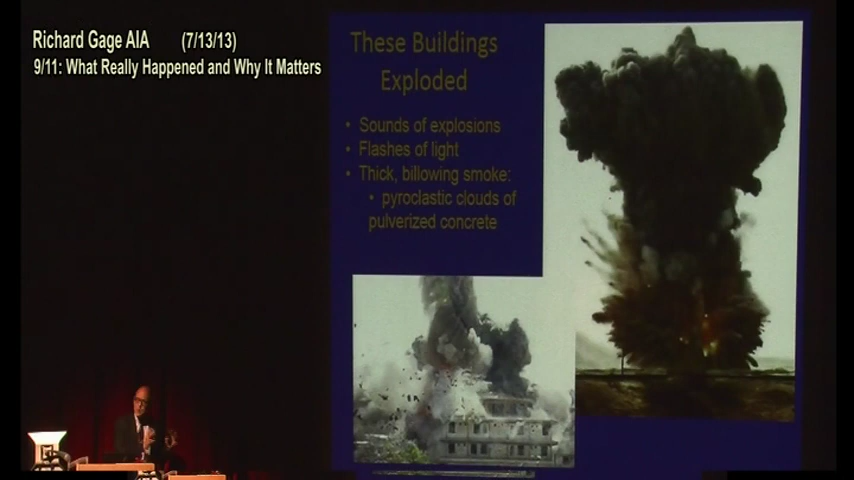 Richard Gage AIA (7/13/13)
9/11: What Really Happened and Why It Matters
These Buildings
Exploded
• Sounds of explosions
• Flashes of light
• Thick, billowing smoke:
• pyroclastic clouds of
pulverized concrete